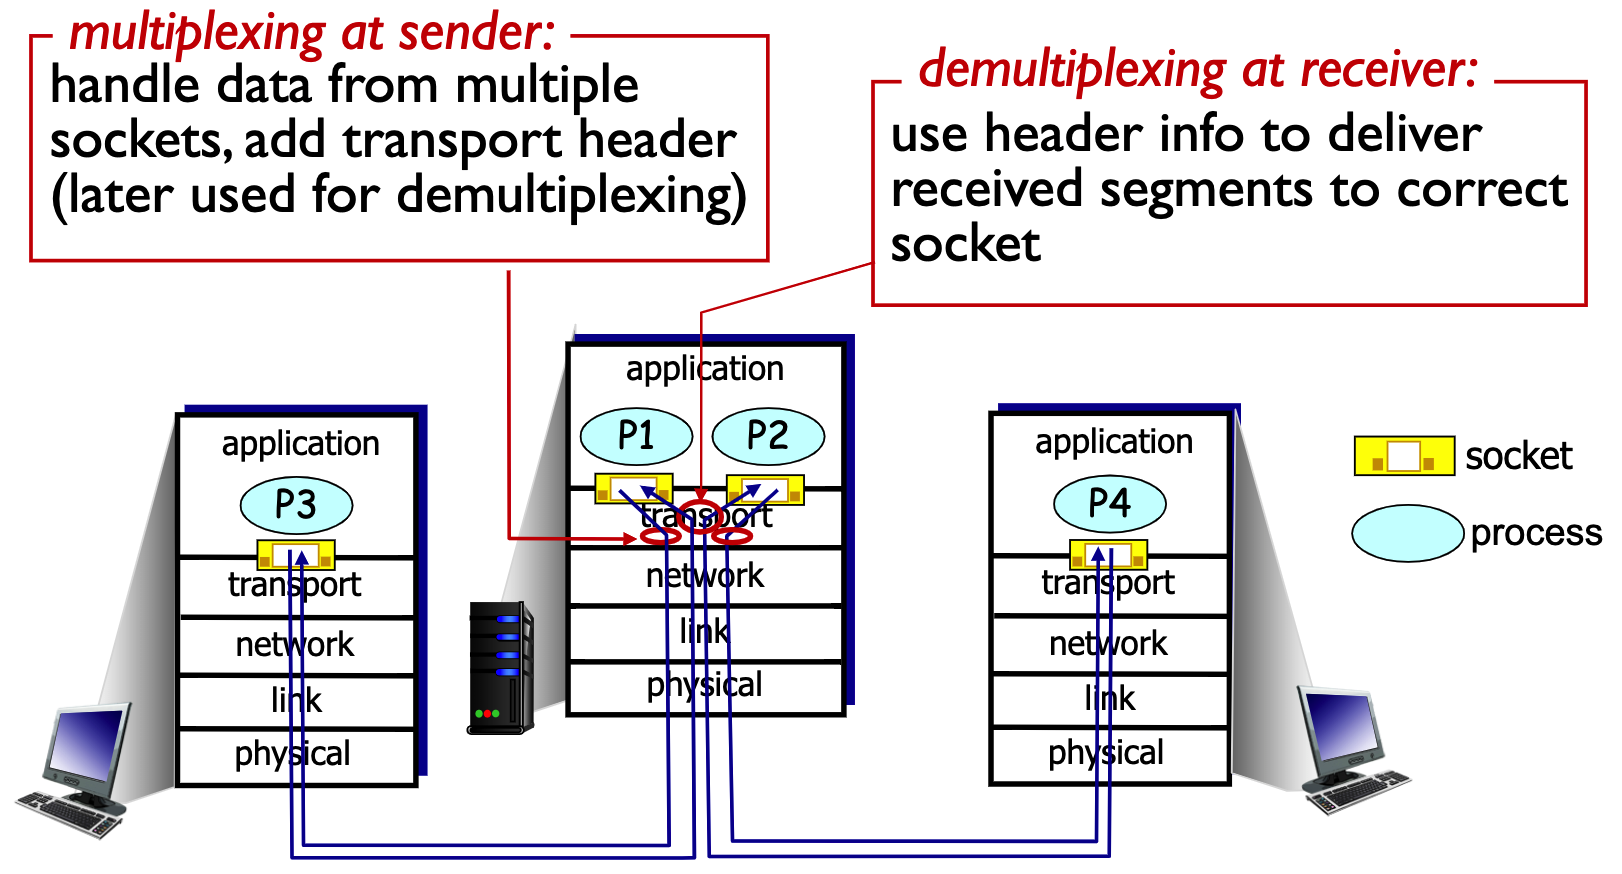 multiplexing at sender:
handle data from multiple
sockets, add transport header
(later used for demultiplexing)
demultiplexing at receiver:
use header info to deliver
received segments to correct
socket
application
P3
transport
network
link
physical
application
P1
P2
transport
network
link
physical
application
P4
transport
network
link
physical
socket
process